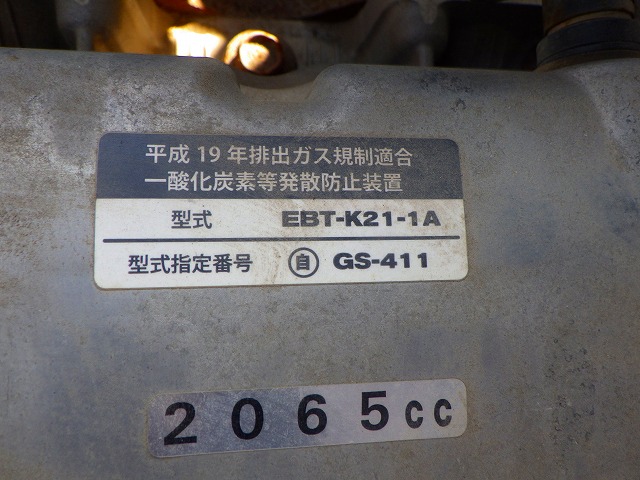 平成19年排出ガス規制適合
一酸化炭素等発散防止装置
型式 EBT-K21-1A
型式指定番号 自 GS-411
2065cc